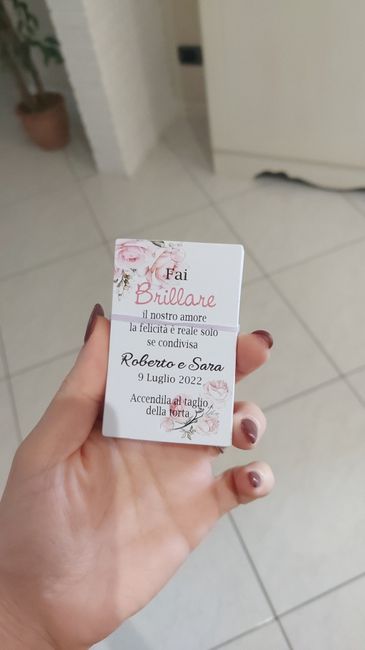 Fai
Brillare
il nostro amore
la felicità è reale solo
se condivisa
Roberto e Sara
9 Luglio 2022
Accendila al taglio
della torta